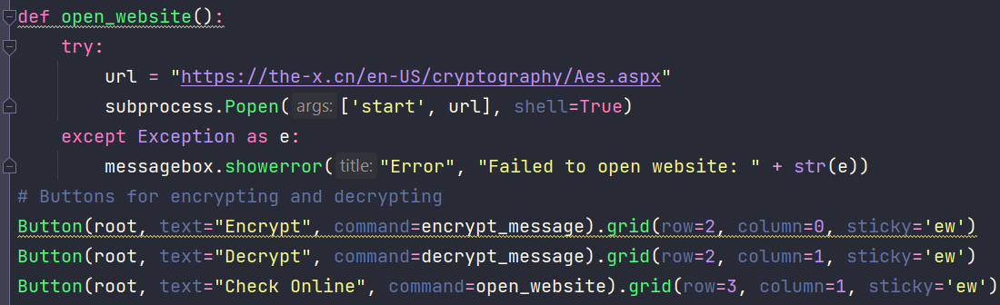 def open_website():
    try:
        url = "https://the-x.cn/en-US/cryptography/Aes.aspx"
        subprocess.Popen( args: ['start', url], shell=True)
    except Exception as e:
        messagebox.showerror( title: "Error", "Failed to open website: " + str(e))
# Buttons for encrypting and decrypting
Button(root, text="Encrypt", command=encrypt_message).grid(row=2, column=0, sticky='ew')
Button(root, text="Decrypt", command=decrypt_message).grid(row=2, column=1, sticky='ew')
Button(root, text="Check Online", command=open_website).grid(row=3, column=1, sticky='ew')